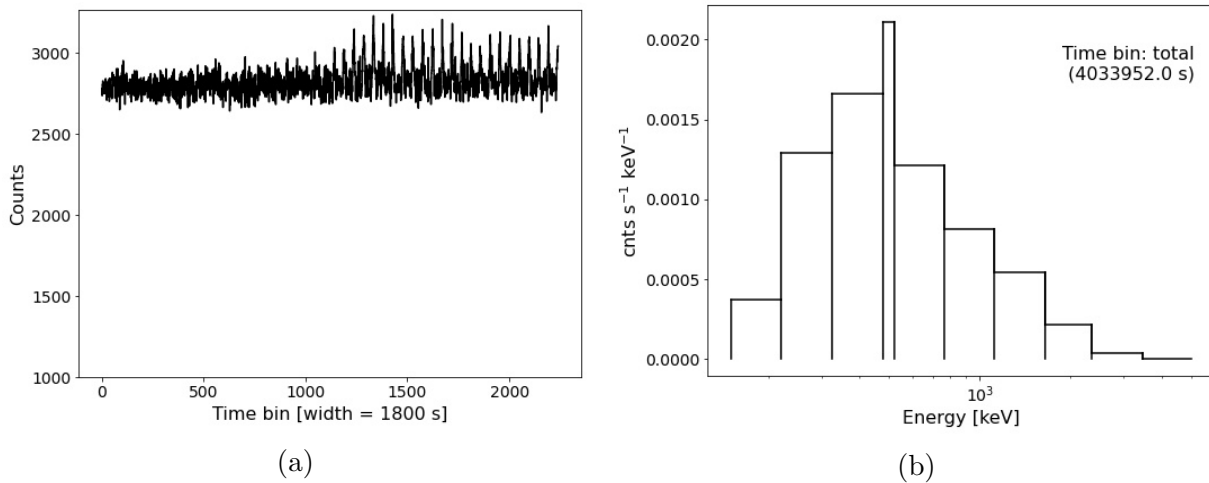 3000
2500
2000
1500
1000
Counts
0
500
1000
1500
2000
Time bin [width = 1800 s]
(a)
0.0020
0.0015
0.0010
0.0005
0.0000
cnts s⁻¹ keV⁻¹
Time bin: total
(4033952.0 s)
10³
Energy [keV]
(b)